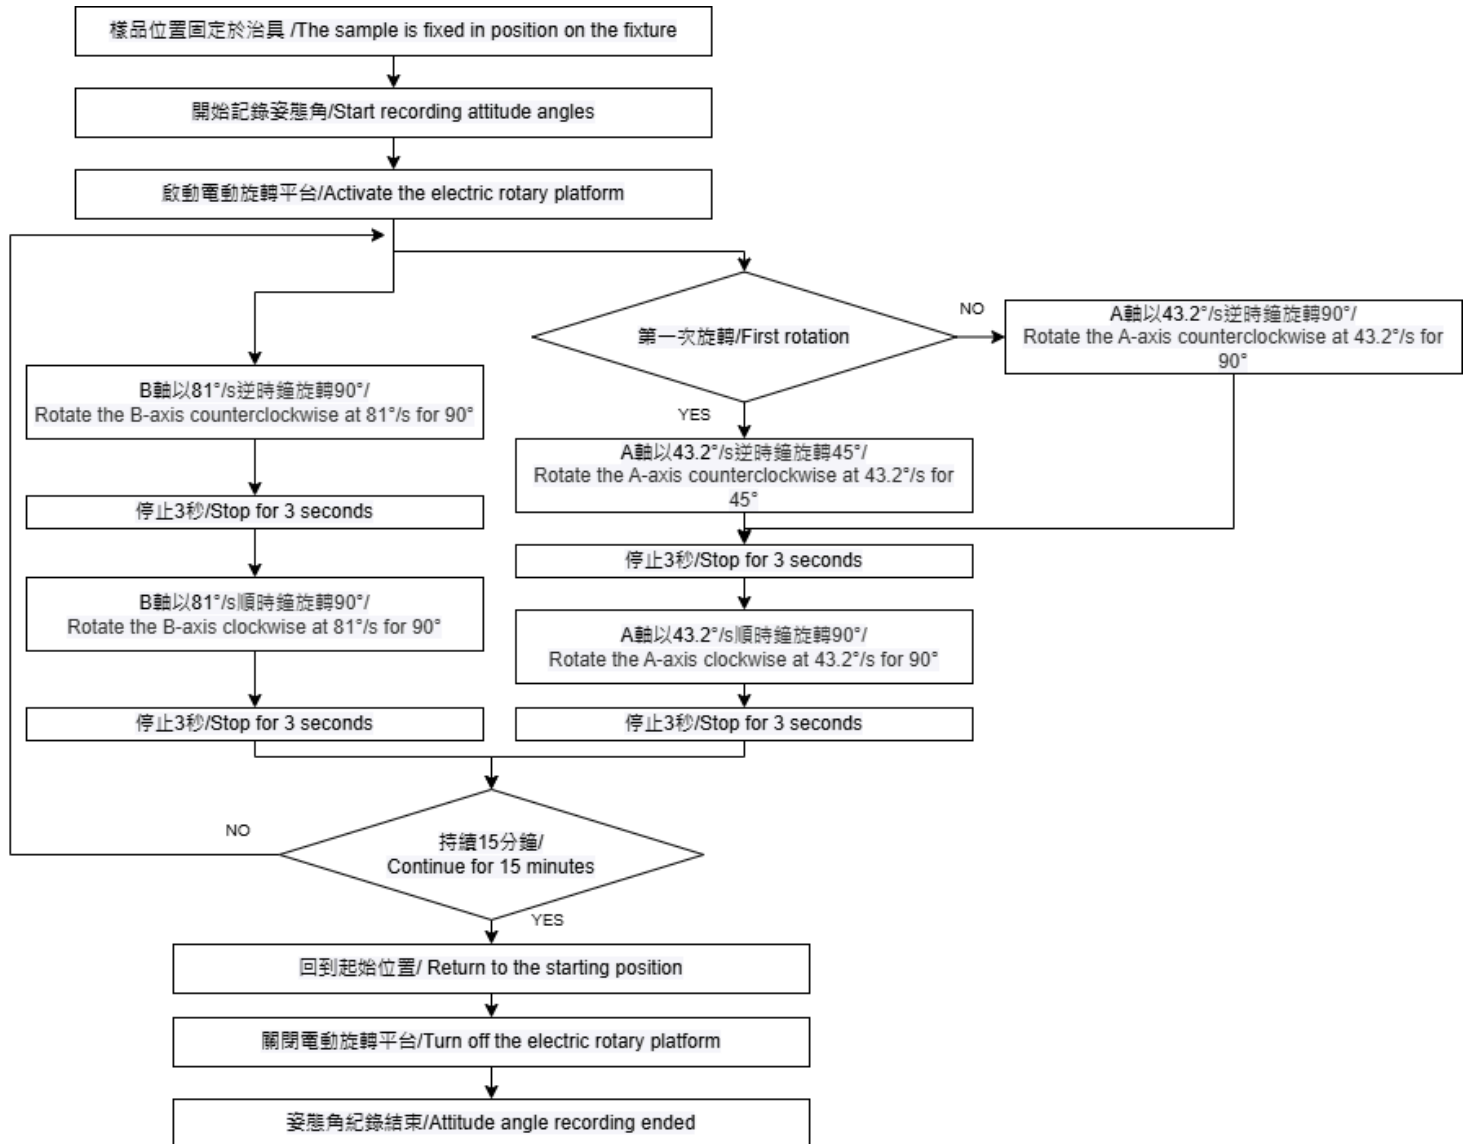 樣品位置固定於治具 /The sample is fixed in position on the fixture
開始記錄姿態角/Start recording attitude angles
啟動電動旋轉平台/Activate the electric rotary platform
第一次旋轉/First rotation
NO
A軸以43.2°/s逆時鐘旋轉90°/
Rotate the A-axis counterclockwise at 43.2°/s for
90°
B軸以81°/s逆時鐘旋轉90°/
Rotate the B-axis counterclockwise at 81°/s for 90°
YES
A軸以43.2°/s逆時鐘旋轉45°/
Rotate the A-axis counterclockwise at 43.2°/s for
45°
停止3秒/Stop for 3 seconds
停止3秒/Stop for 3 seconds
B軸以81°/s順時鐘旋轉90°/
Rotate the B-axis clockwise at 81°/s for 90°
A軸以43.2°/s順時鐘旋轉90°/
Rotate the A-axis clockwise at 43.2°/s for 90°
停止3秒/Stop for 3 seconds
停止3秒/Stop for 3 seconds
NO
持續15分鐘/
Continue for 15 minutes
YES
回到起始位置/ Return to the starting position
關閉電動旋轉平台/Turn off the electric rotary platform
姿態角紀錄結束/Attitude angle recording ended